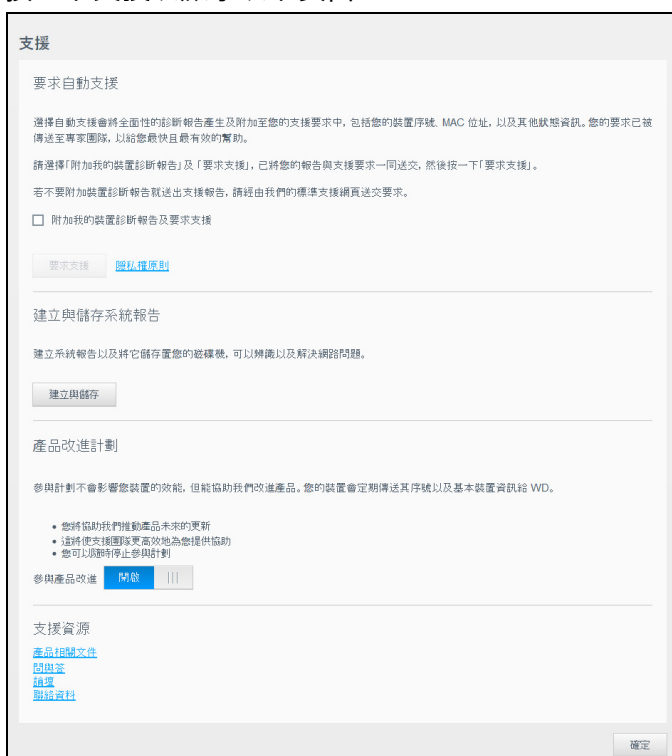 支援
要求自動支援
選擇自動支援會將全面性的診斷報告產生及附加至您的支援要求中, 包括您的裝置序號、MAC 位址, 以及其他狀態資訊。您的要求已被
傳送至專家團隊, 以給您最快且最有效的幫助。
請選擇「附加我的裝置診斷報告」及「要求支援」, 已將您的報告與支援要求一同送交, 然後按一下「要求支援」。
若不要附加裝置診斷報告就送出支援報告, 請經由我們的標準支援網頁送交要求。
附加我的裝置診斷報告及要求支援
要求支援 隱私權原則
建立與儲存系統報告
建立系統報告以及將它儲存置您的磁碟機, 可以辨識以及解決網路問題。
建立與儲存
產品改進計劃
參與計劃不會影響您裝置的效能, 但能協助我們改進產品。您的裝置會定期傳送其序號以及基本裝置資訊給 WD。
• 您將協助我們推動產品未來的更新
• 這將使支援團隊更高效地為您提供協助
• 您可以隨時停止參與計劃
參與產品改進 開啟
支援資源
產品相關文件
問與答
論壇
聯絡資料
確定